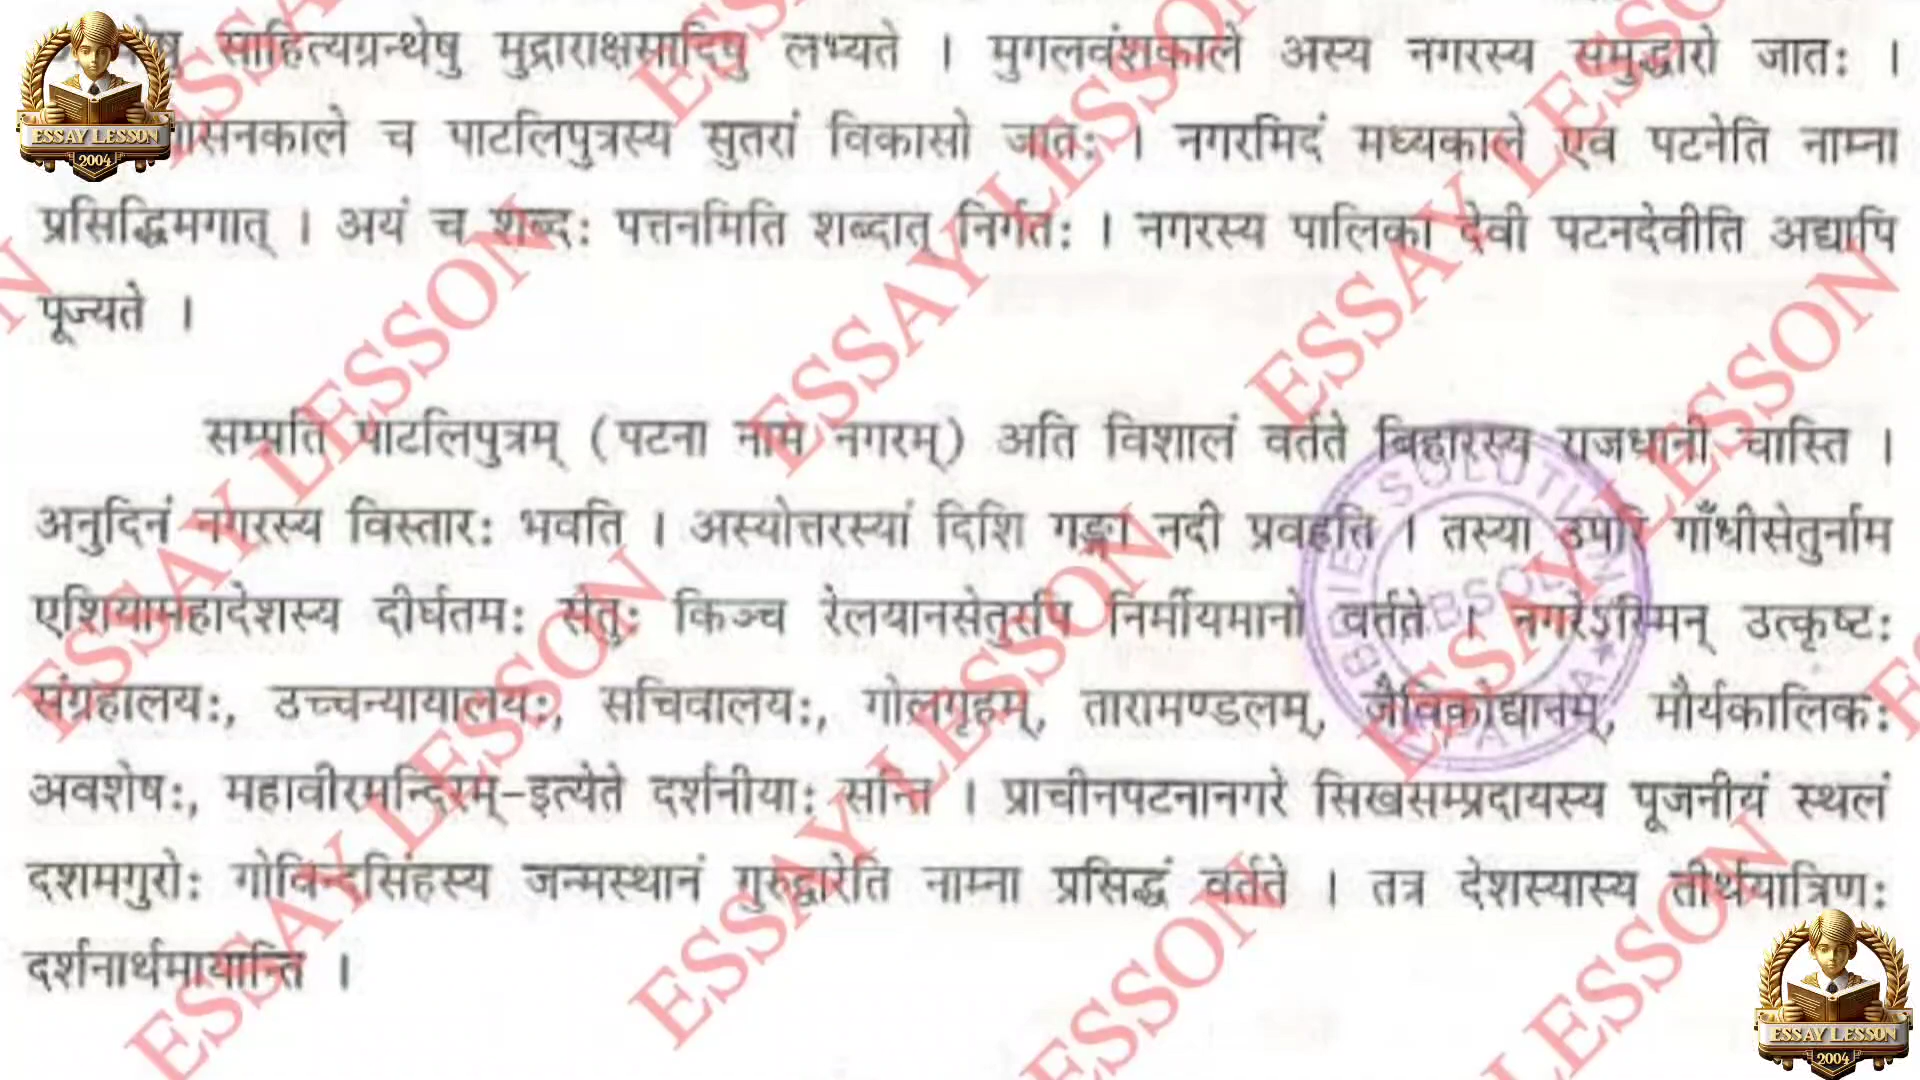 साहित्यग्रन्थेषु मुद्राराक्षसादिषु लभ्यते । मुगलवंशकाले अस्य नगरस्य समुद्धारो जातः ।
च पाटलिपुत्रस्य सुतरां विकासो जातः । नगरमिदं मध्यकाले एव पटनेति नाम्ना
प्रसिद्धिमगात् । अयं च शब्दः पत्तनमिति शब्दात् निर्गतः । नगरस्य पालिका देवी पटनदेवीति अद्यापि
पूज्यते ।
सम्प्रति पाटलिपुत्रम् (पटना नाम नगरम्) अति विशालं वर्तते बिहारस्य राजधानी चास्ति ।
अनुदिनं नगरस्य विस्तारः भवति । अस्योत्तरस्यां दिशि गङ्गा नदी प्रवहति । तस्या उपरि गाँधीसेतुर्नाम
एशियामहादेशस्य दीर्घतमः सेतुः किञ्च रेलयानसेतुरपि निर्मीयमानो वर्तते । नगरेऽस्मिन् उत्कृष्टः
संग्रहालयः, उच्चन्यायालयः, सचिवालयः, गोलगृहम्, तारामण्डलम्, जैविकोद्यानम्, मौर्यकालिकः
अवशेषः, महावीरमन्दिरम्-इत्येते दर्शनीयाः सन्ति । प्राचीनपटनानगरे सिखसम्प्रदायस्य पूजनीयं स्थलं
दशमगुरोः गोविन्दसिंहस्य जन्मस्थानं गुरुद्वारेति नाम्ना प्रसिद्धं वर्तते । तत्र देशस्यास्य तीर्थयात्रिणः
दर्शनार्थमायान्ति ।
ESSAY LESSON
2004
ESSAY LESSON
2004
ESSAY LESSON